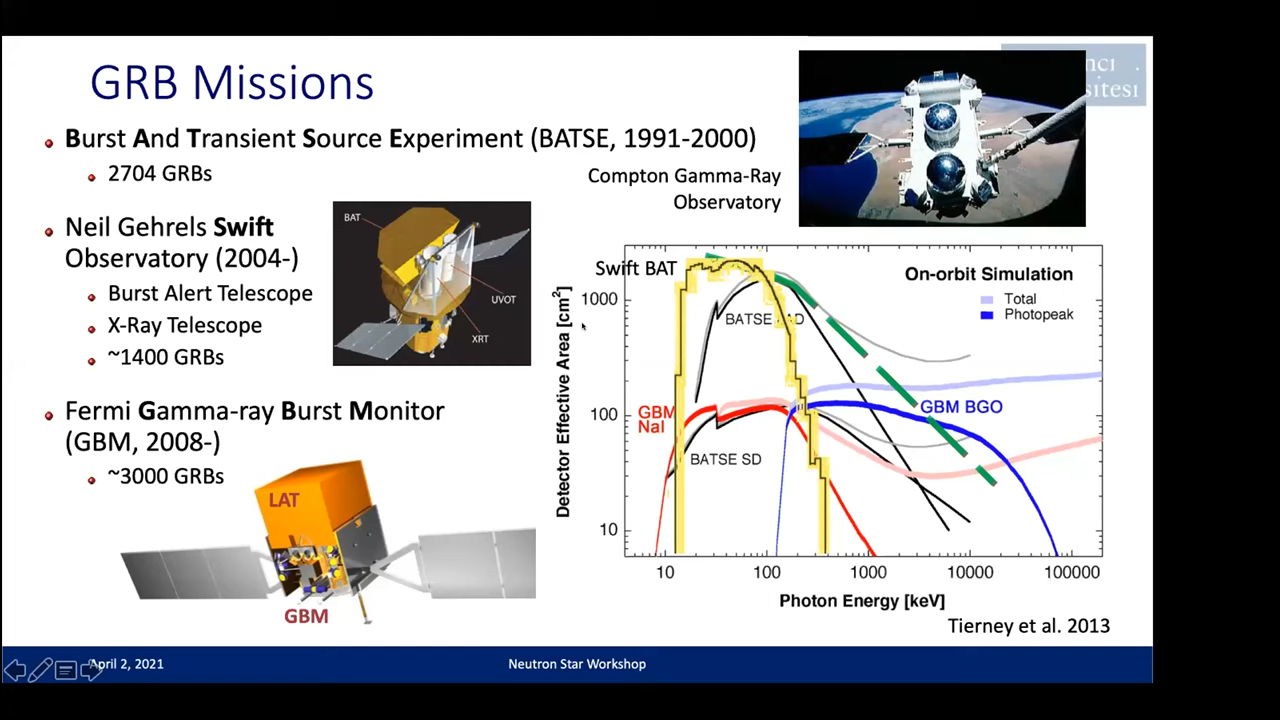 GRB Missions
Burst And Transient Source Experiment (BATSE, 1991-2000)
2704 GRBs
Compton Gamma-Ray
Observatory
Neil Gehrels Swift
Observatory (2004-)
Burst Alert Telescope
X-Ray Telescope
~1400 GRBs
BAT
UVOT
XRT
Fermi Gamma-ray Burst Monitor
(GBM, 2008-)
~3000 GRBs
LAT
GBM
Swift BAT
On-orbit Simulation
Total
Photopeak
BATSE
GBM
NaI
GBM BGO
BATSE SD
Detector Effective Area [cm2]
1000
100
10
10 100 1000 10000 100000
Photon Energy [keV]
Tierney et al. 2013
April 2, 2021
Neutron Star Workshop